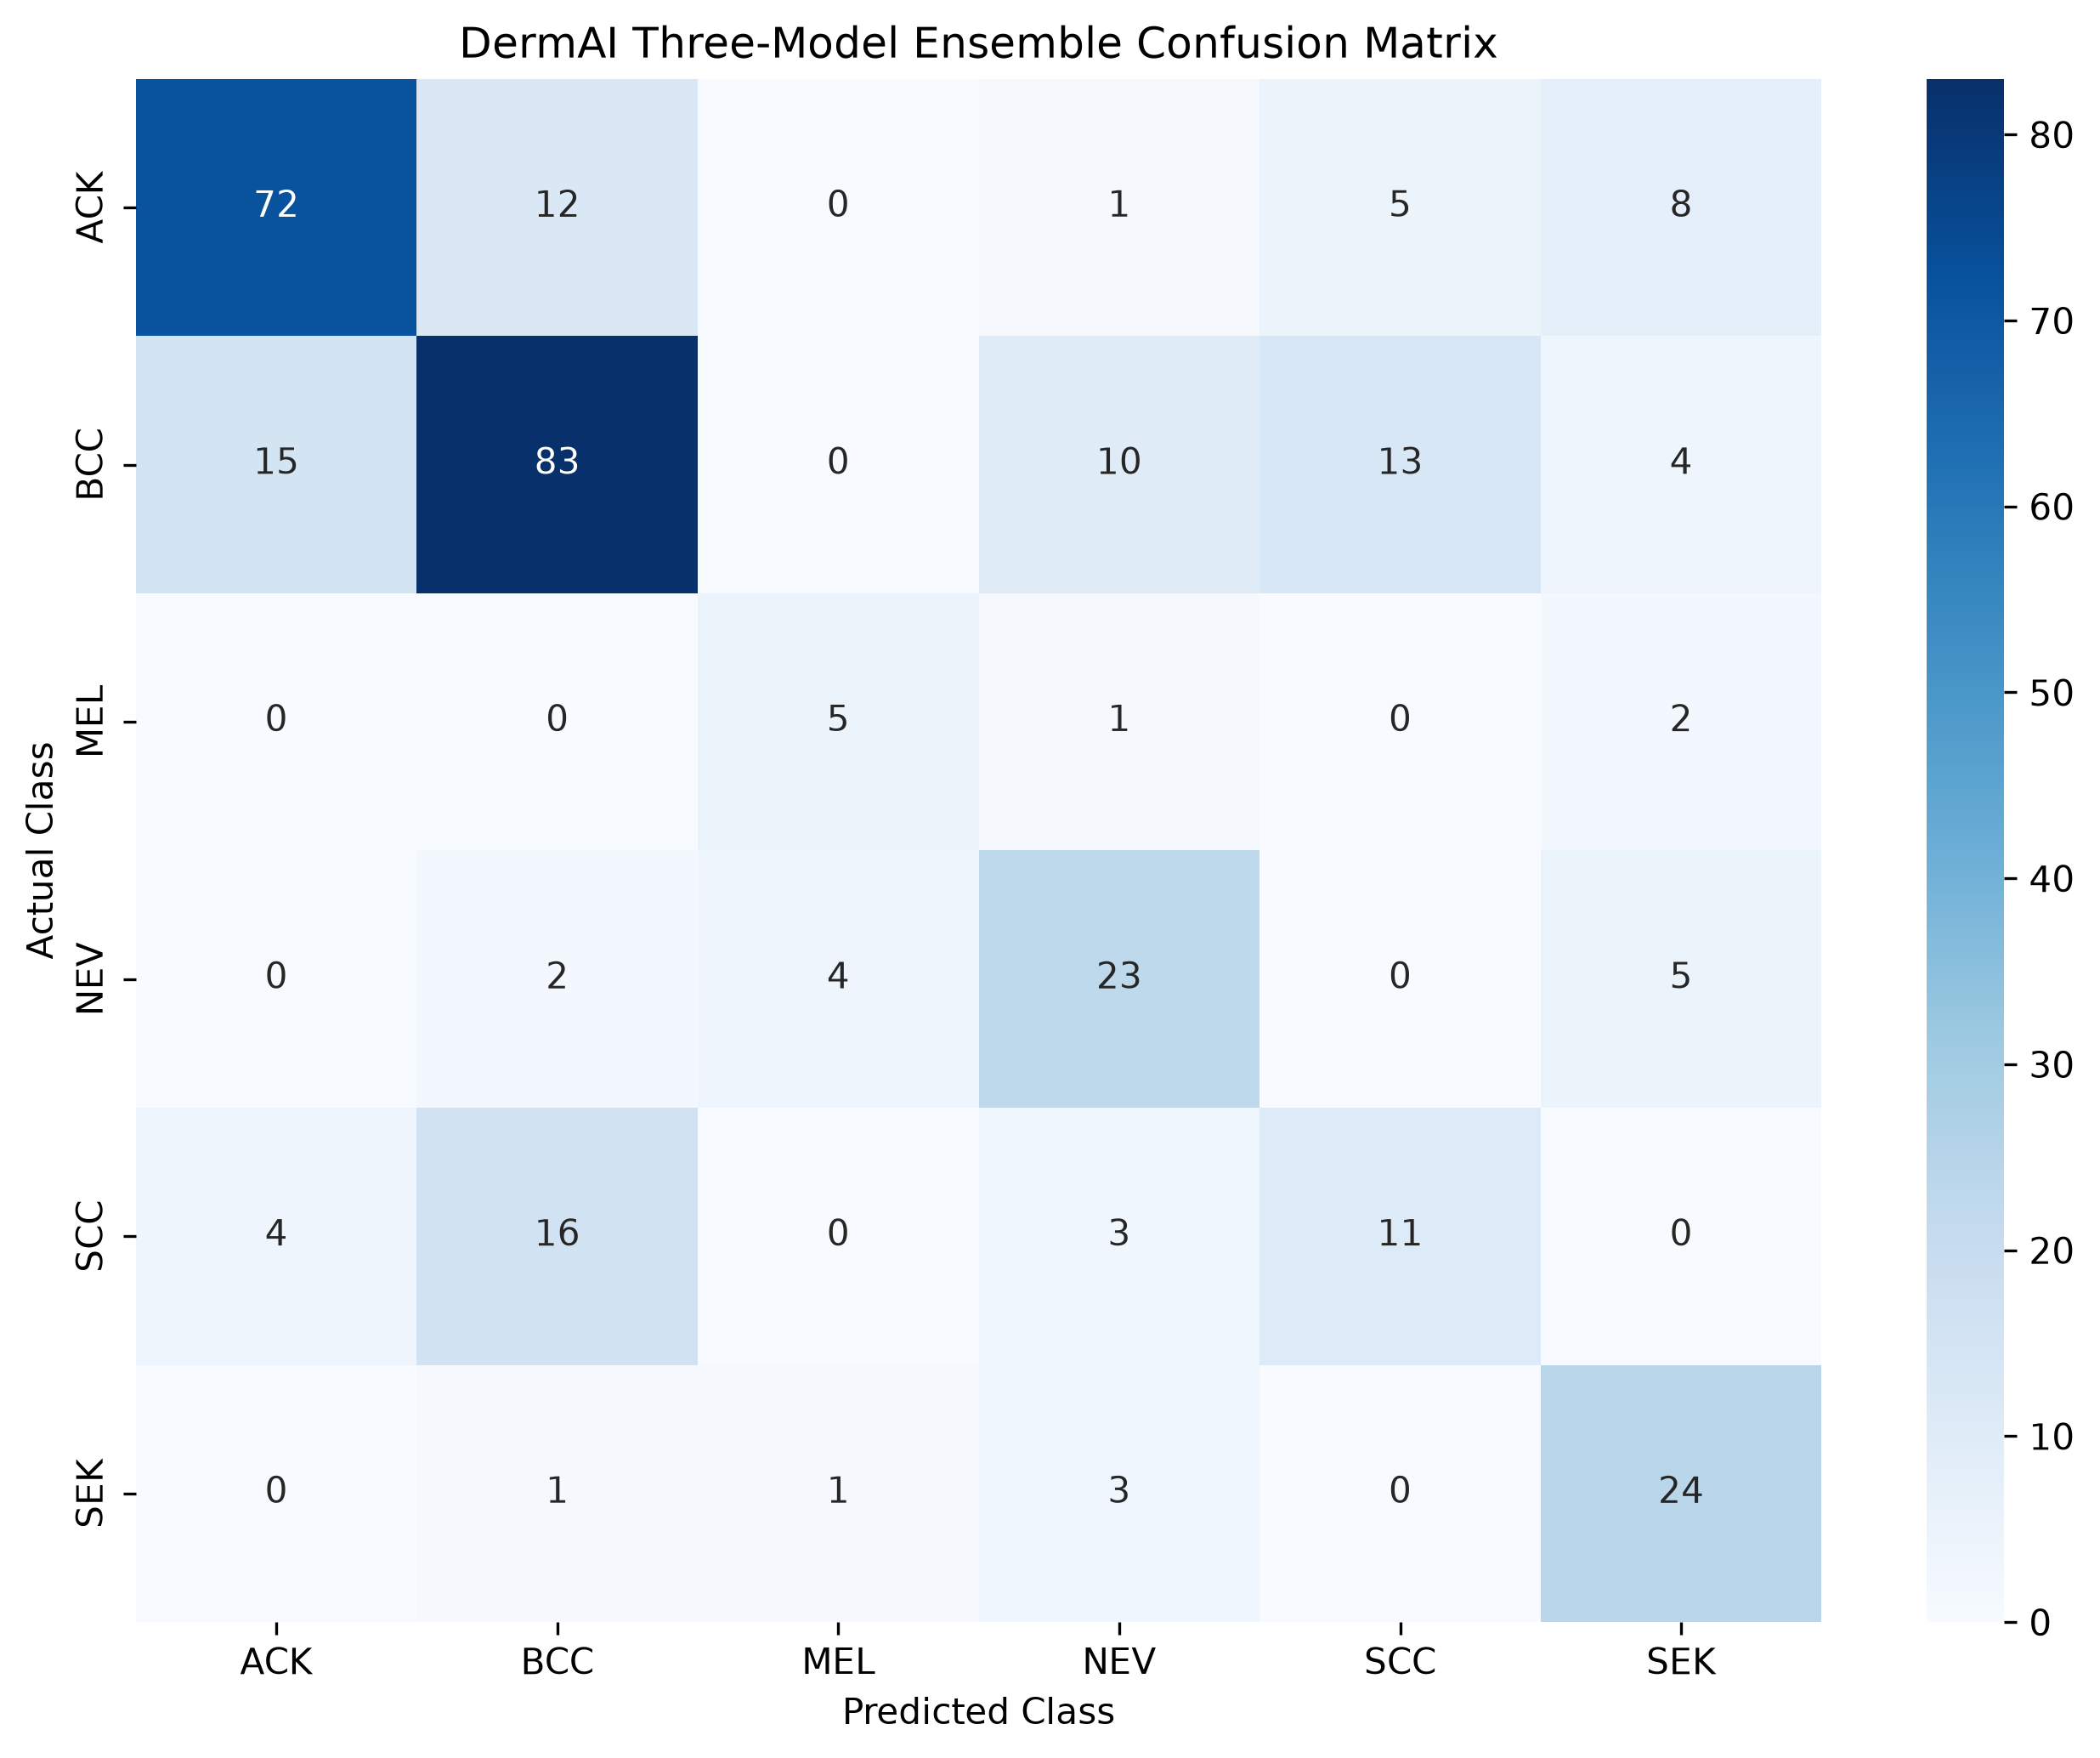 DermAI Three-Model Ensemble Confusion Matrix
Actual Class
ACK 72 12 0 1 5 8
BCC 15 83 0 10 13 4
MEL 0 0 5 1 0 2
NEV 0 2 4 23 0 5
SCC 4 16 0 3 11 0
SEK 0 1 1 3 0 24
ACK BCC MEL NEV SCC SEK
Predicted Class
80
70
60
50
40
30
20
10
0